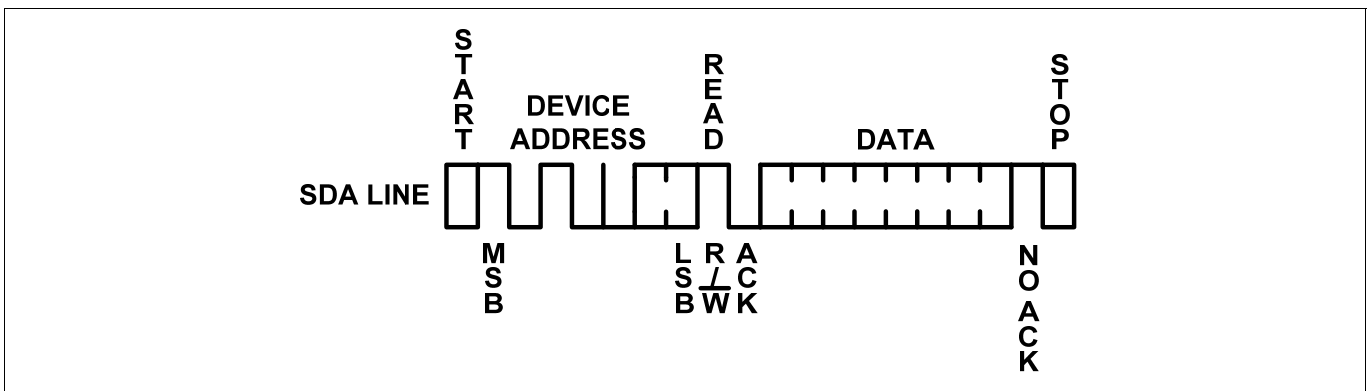 START
DEVICE
ADDRESS
READ
DATA
STOP
SDA LINE
MSB
LSB
R/W
ACK
NO ACK